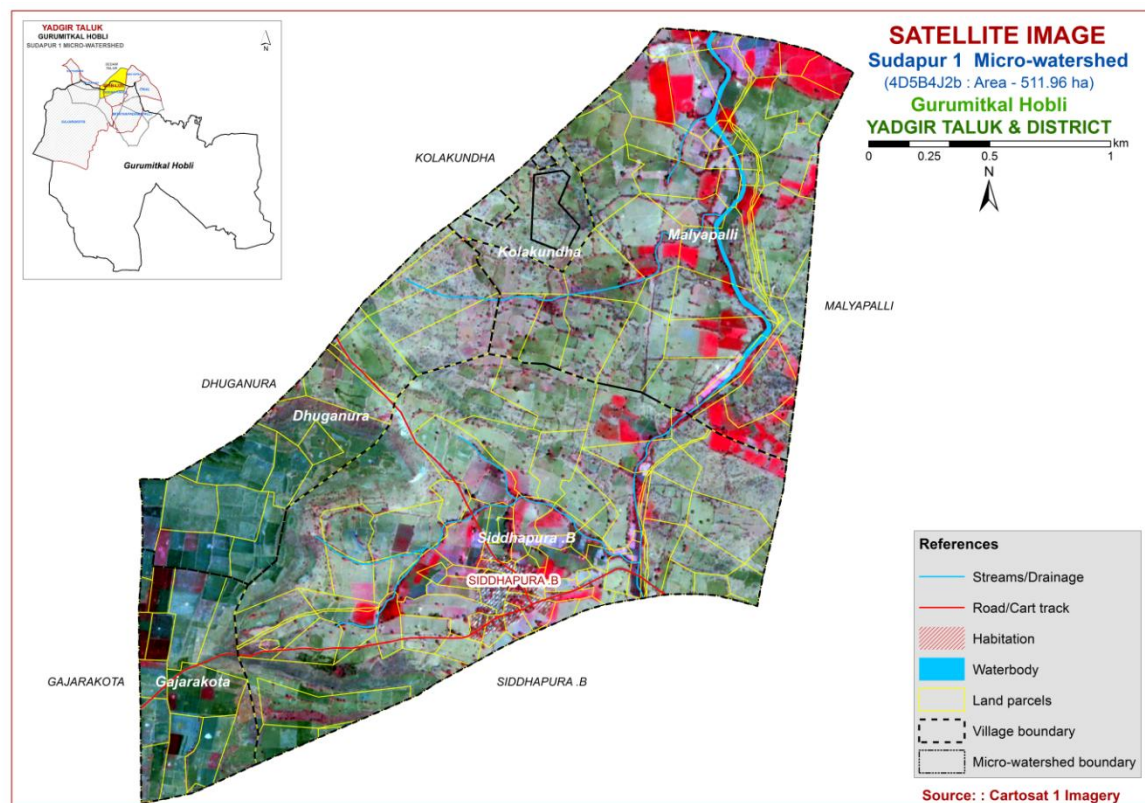 YADGIR TALUK
GURUMITKAL HOBLI
SUDAPUR 1 MICRO-WATERSHED
N
Gurumitkal Hobli
SATELLITE IMAGE
Sudapur 1 Micro-watershed
(4D5B4J2b : Area - 511.96 ha)
Gurumitkal Hobli
YADGIR TALUK & DISTRICT
km
0 0.25 0.5 1
N
KOLAKUNDHA
Kolakundha
Malyapalli
MALYAPALLI
DHUGANURA
Dhuganura
Siddhapura .B
SIDDHAPURA .B
GAJARAKOTA
Gajarakota
SIDDHAPURA .B
References
Streams/Drainage
Road/Cart track
Habitation
Waterbody
Land parcels
Village boundary
Micro-watershed boundary
Source: : Cartosat 1 Imagery